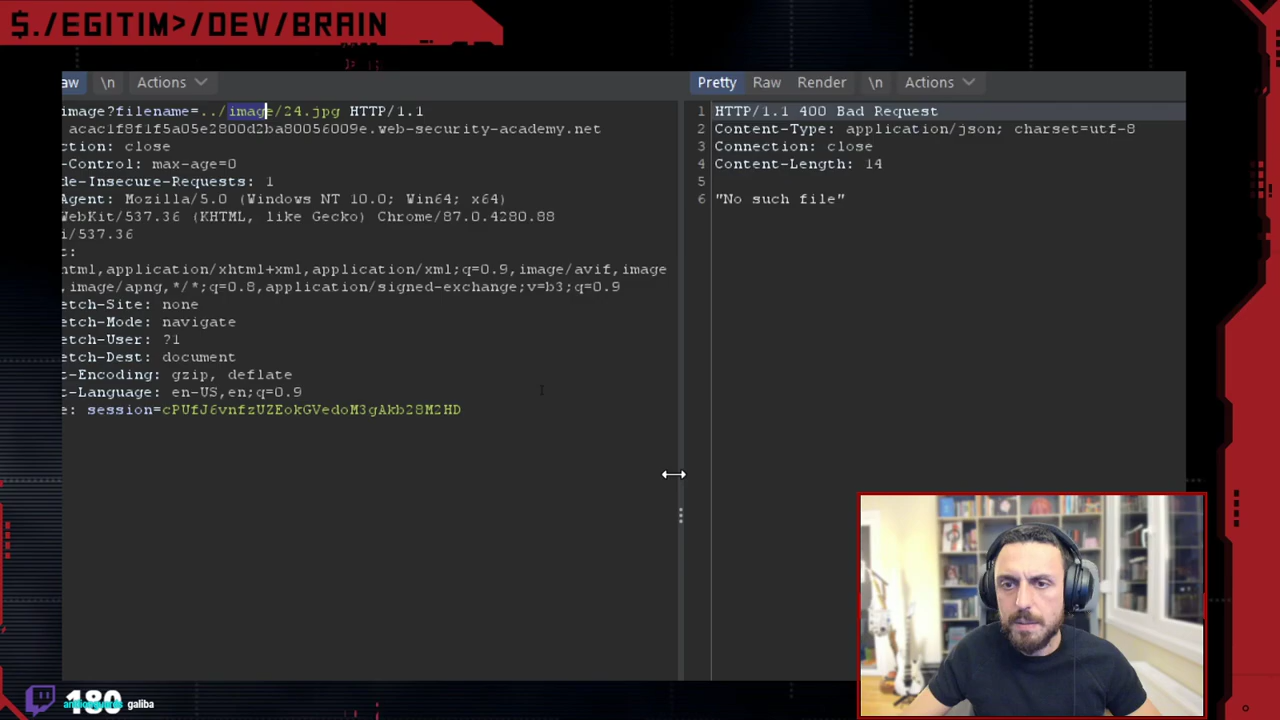 $./EGITIM>/DEV/BRAIN
aw \n Actions
image?filename=../image/24.jpg HTTP/1.1
acac1f8f1f5a05e2800d2ba80056009e.web-security-academy.net
ction: close
-Control: max-age=0
de-Insecure-Requests: 1
Agent: Mozilla/5.0 (Windows NT 10.0; Win64; x64)
WebKit/537.36 (KHTML, like Gecko) Chrome/87.0.4280.88
i/537.36
t:
html,application/xhtml+xml,application/xml;q=0.9,image/avif,image
,image/apng,*/*;q=0.8,application/signed-exchange;v=b3;q=0.9
etch-Site: none
etch-Mode: navigate
etch-User: ?1
etch-Dest: document
t-Encoding: gzip, deflate
t-Language: en-US,en;q=0.9
e: session=cPUfJ6vnfzUZEokGVedoM3gAkb28M2HD
Pretty Raw Render \n Actions
1 HTTP/1.1 400 Bad Request
2 Content-Type: application/json; charset=utf-8
3 Connection: close
4 Content-Length: 14
5
6 "No such file"
180
galiba